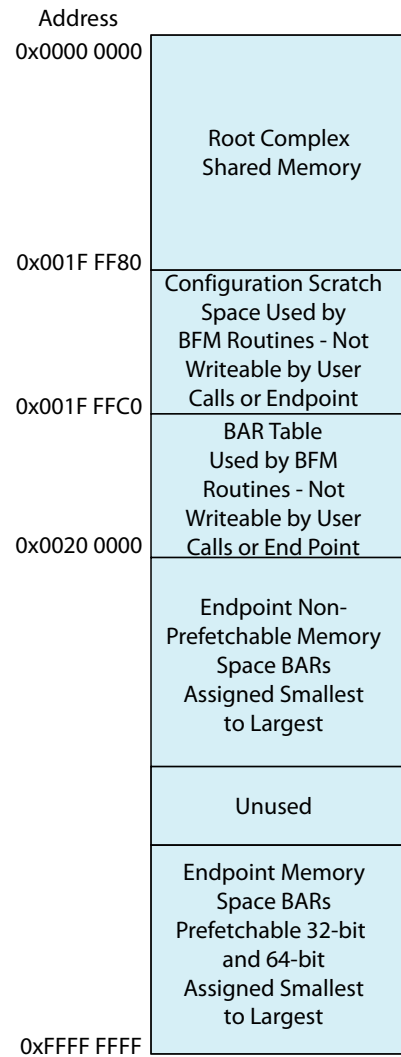 Address
0x0000 0000
Root Complex
Shared Memory
0x001F FF80
Configuration Scratch
Space Used by
BFM Routines - Not
Writeable by User
Calls or Endpoint
0x001F FFC0
BAR Table
Used by BFM
Routines - Not
Writeable by User
Calls or End Point
0x0020 0000
Endpoint Non-
Prefetchable Memory
Space BARs
Assigned Smallest
to Largest
Unused
Endpoint Memory
Space BARs
Prefetchable 32-bit
and 64-bit
Assigned Smallest
to Largest
0xFFFF FFFF